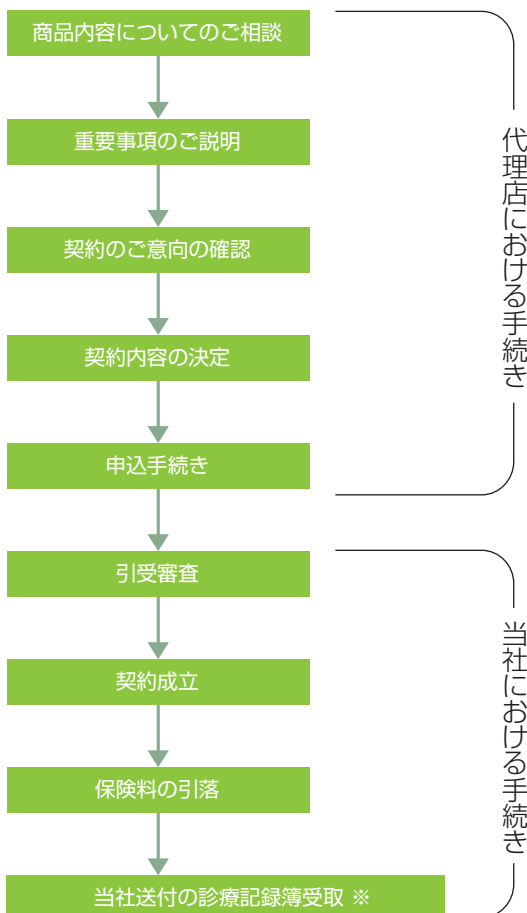 商品内容についてのご相談
重要事項のご説明
契約のご意向の確認
契約内容の決定
申込手続き
代理店における手続き
引受審査
契約成立
保険料の引落
当社送付の診療記録簿受取 ※
当社における手続き